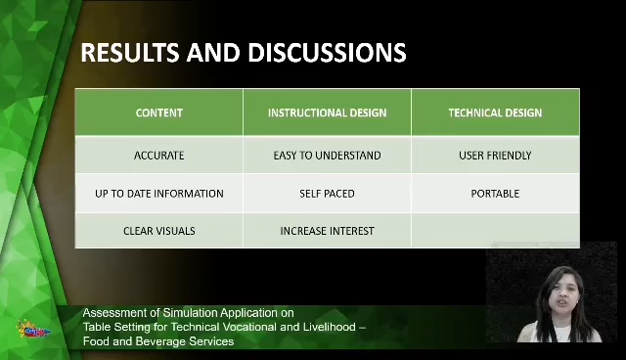 RESULTS AND DISCUSSIONS
CONTENT INSTRUCTIONAL DESIGN TECHNICAL DESIGN
ACCURATE EASY TO UNDERSTAND USER FRIENDLY
UP TO DATE INFORMATION SELF PACED PORTABLE
CLEAR VISUALS INCREASE INTEREST
Assessment of Simulation Application on
Table Setting for Technical Vocational and Livelihood –
Food and Beverage Services